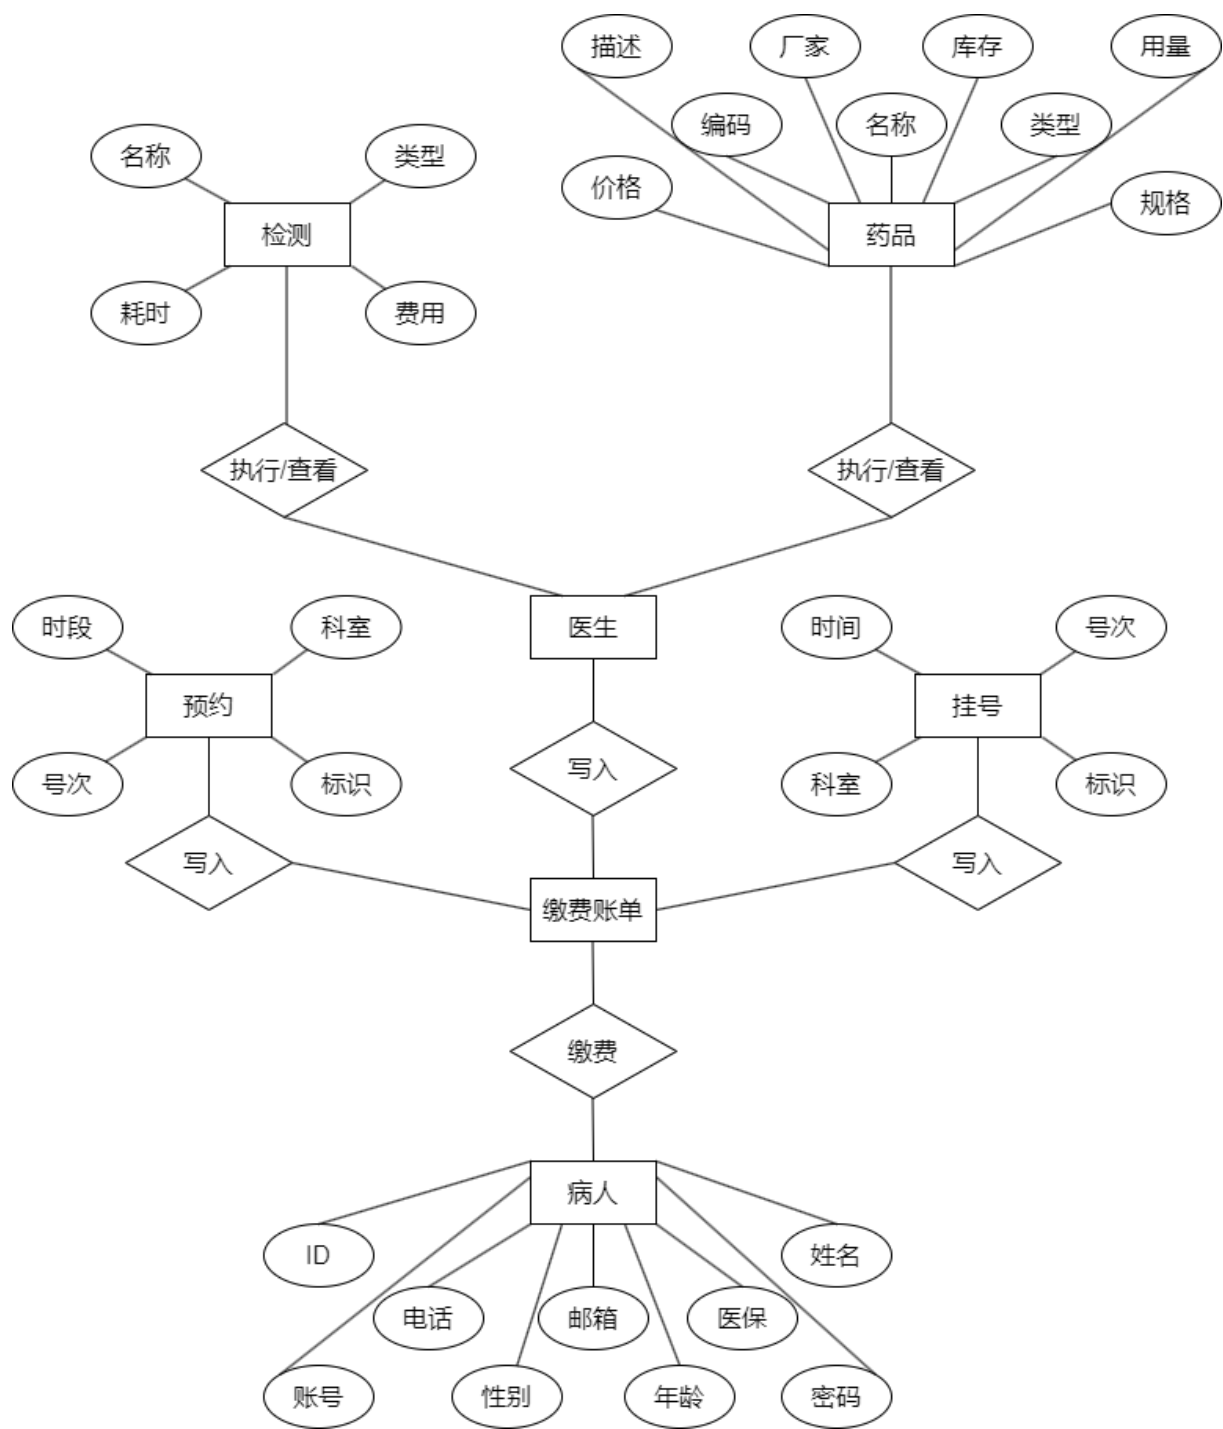 描述
厂家
库存
用量
编码
名称
类型
名称
类型
价格
规格
检测
药品
耗时
费用
执行/查看
执行/查看
时段
科室
医生
时间
号次
预约
挂号
号次
标识
写入
科室
标识
写入
写入
缴费账单
缴费
病人
ID
姓名
电话
邮箱
医保
账号
性别
年龄
密码